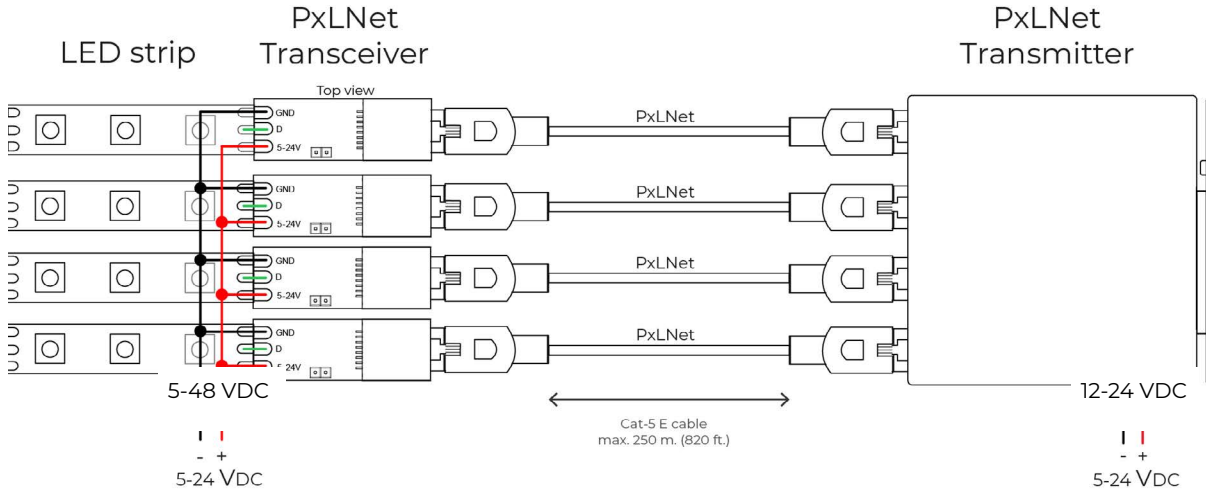 PxLNet
Transceiver
PxLNet
Transmitter
LED strip
Top view
GND
D
5-24V
PxLNet
GND
D
5-24V
PxLNet
GND
D
5-24V
PxLNet
GND
D
24V
PxLNet
5-48 VDC
12-24 VDC
Cat-5 E cable
max. 250 m. (820 ft.)
- +
5-24 VDC
- +
5-24 VDC